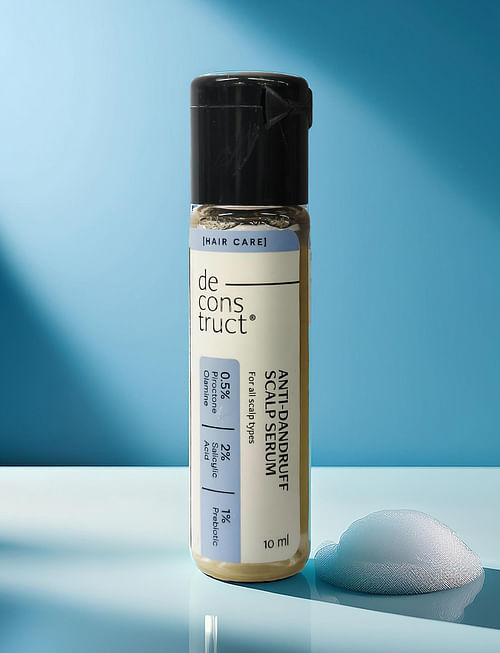 [HAIR CARE]
de
cons
truct®
ANTI-DANDRUFF
SCALP SERUM
For all scalp types
0.5%
Piroctone
Olamine
2%
Salicylic
Acid
1%
Prebiotic
10 ml